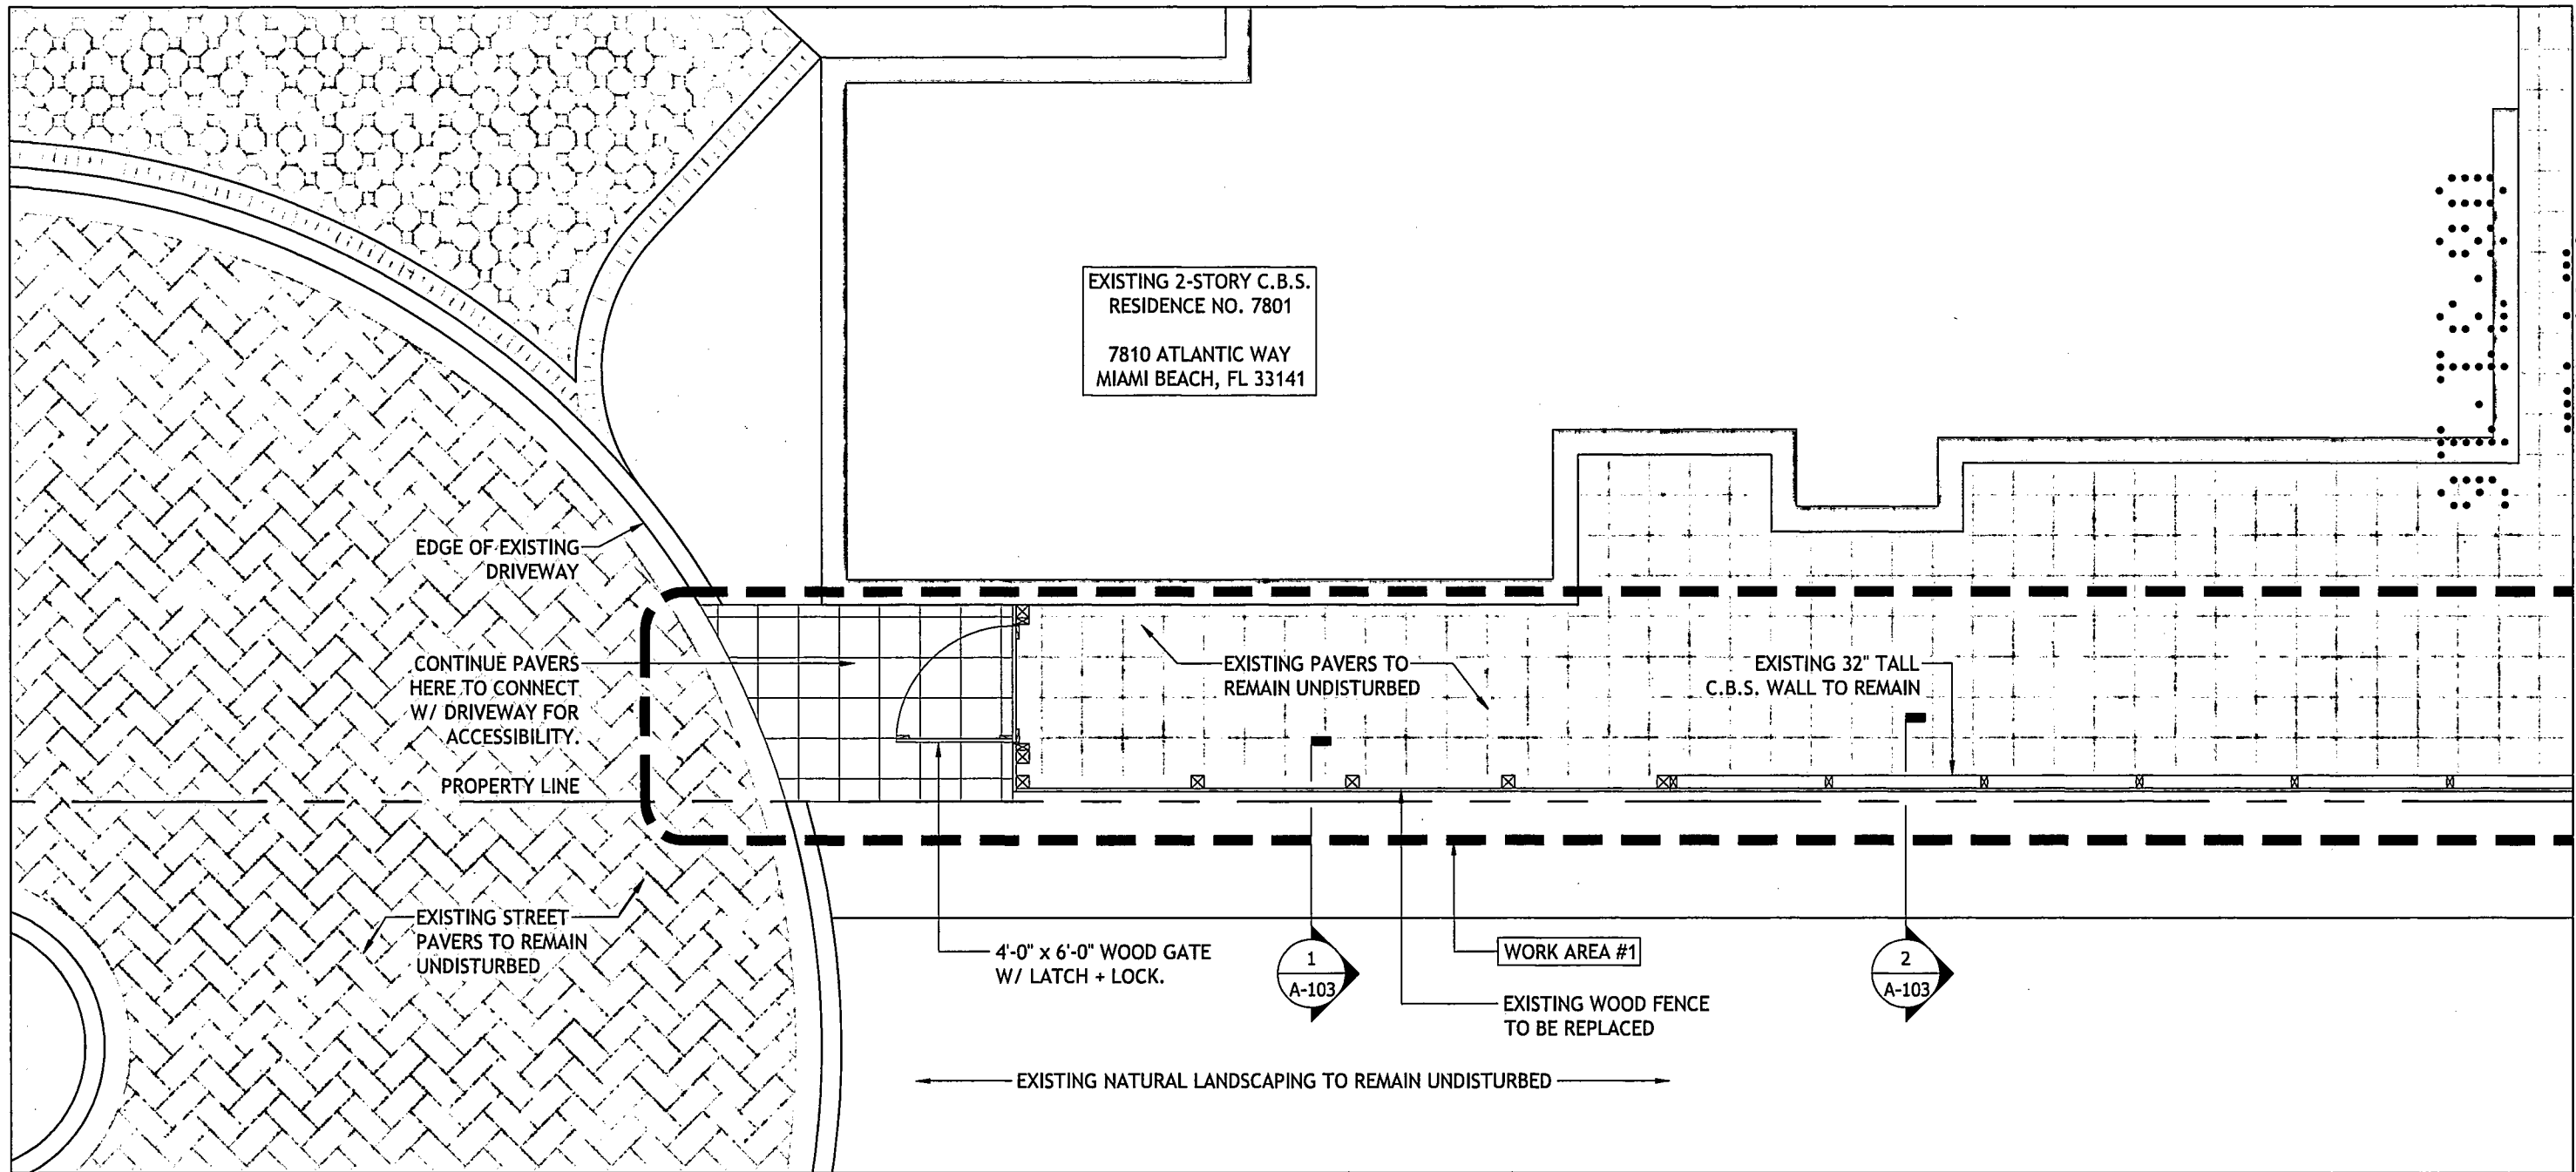 EXISTING 2-STORY C.B.S.
RESIDENCE NO. 7801
7810 ATLANTIC WAY
MIAMI BEACH, FL 33141
EDGE OF EXISTING
DRIVEWAY
CONTINUE PAVERS
HERE TO CONNECT
W/ DRIVEWAY FOR
ACCESSIBILITY.
PROPERTY LINE
EXISTING PAVERS TO
REMAIN UNDISTURBED
EXISTING 32" TALL
C.B.S. WALL TO REMAIN
EXISTING STREET
PAVERS TO REMAIN
UNDISTURBED
4'-0" x 6'-0" WOOD GATE
W/ LATCH + LOCK.
1
A-103
WORK AREA #1
EXISTING WOOD FENCE
TO BE REPLACED
2
A-103
EXISTING NATURAL LANDSCAPING TO REMAIN UNDISTURBED